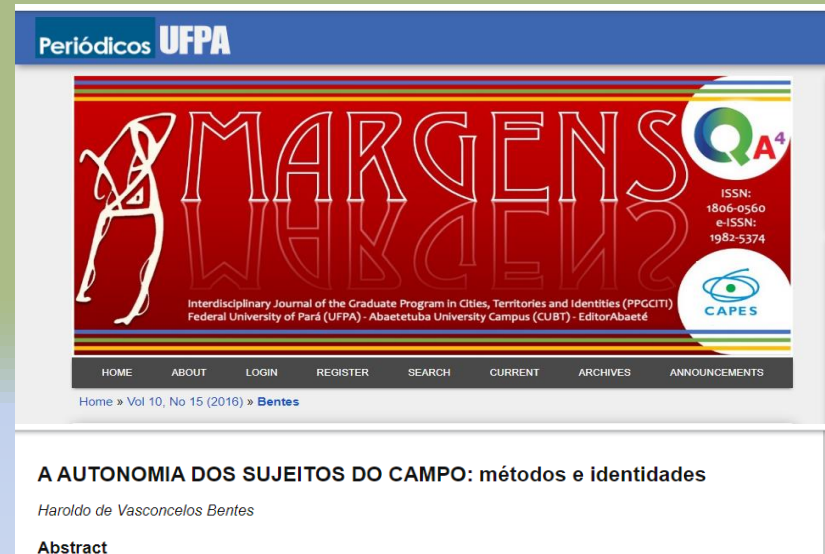 Periódicos UFPA
MARGENS
QA4
ISSN:
1806-0560
e-ISSN:
1982-5374
CAPES
Interdisciplinary Journal of the Graduate Program in Cities, Territories and Identities (PPGCITI)
Federal University of Pará (UFPA) - Abaetetuba University Campus (CUBT) - EditorAbaeté
HOME ABOUT LOGIN REGISTER SEARCH CURRENT ARCHIVES ANNOUNCEMENTS
Home » Vol 10, No 15 (2016) » Bentes
A AUTONOMIA DOS SUJEITOS DO CAMPO: métodos e identidades
Haroldo de Vasconcelos Bentes
Abstract